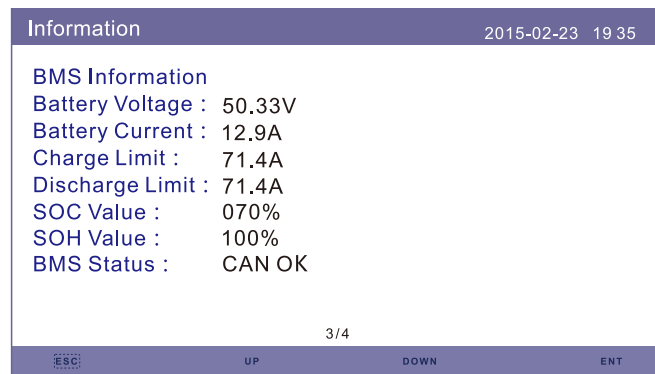 Information 2015-02-23 19 35
BMS Information
Battery Voltage : 50.33V
Battery Current : 12.9A
Charge Limit : 71.4A
Discharge Limit : 71.4A
SOC Value : 070%
SOH Value : 100%
BMS Status : CAN OK
3/4
ESC UP DOWN ENT